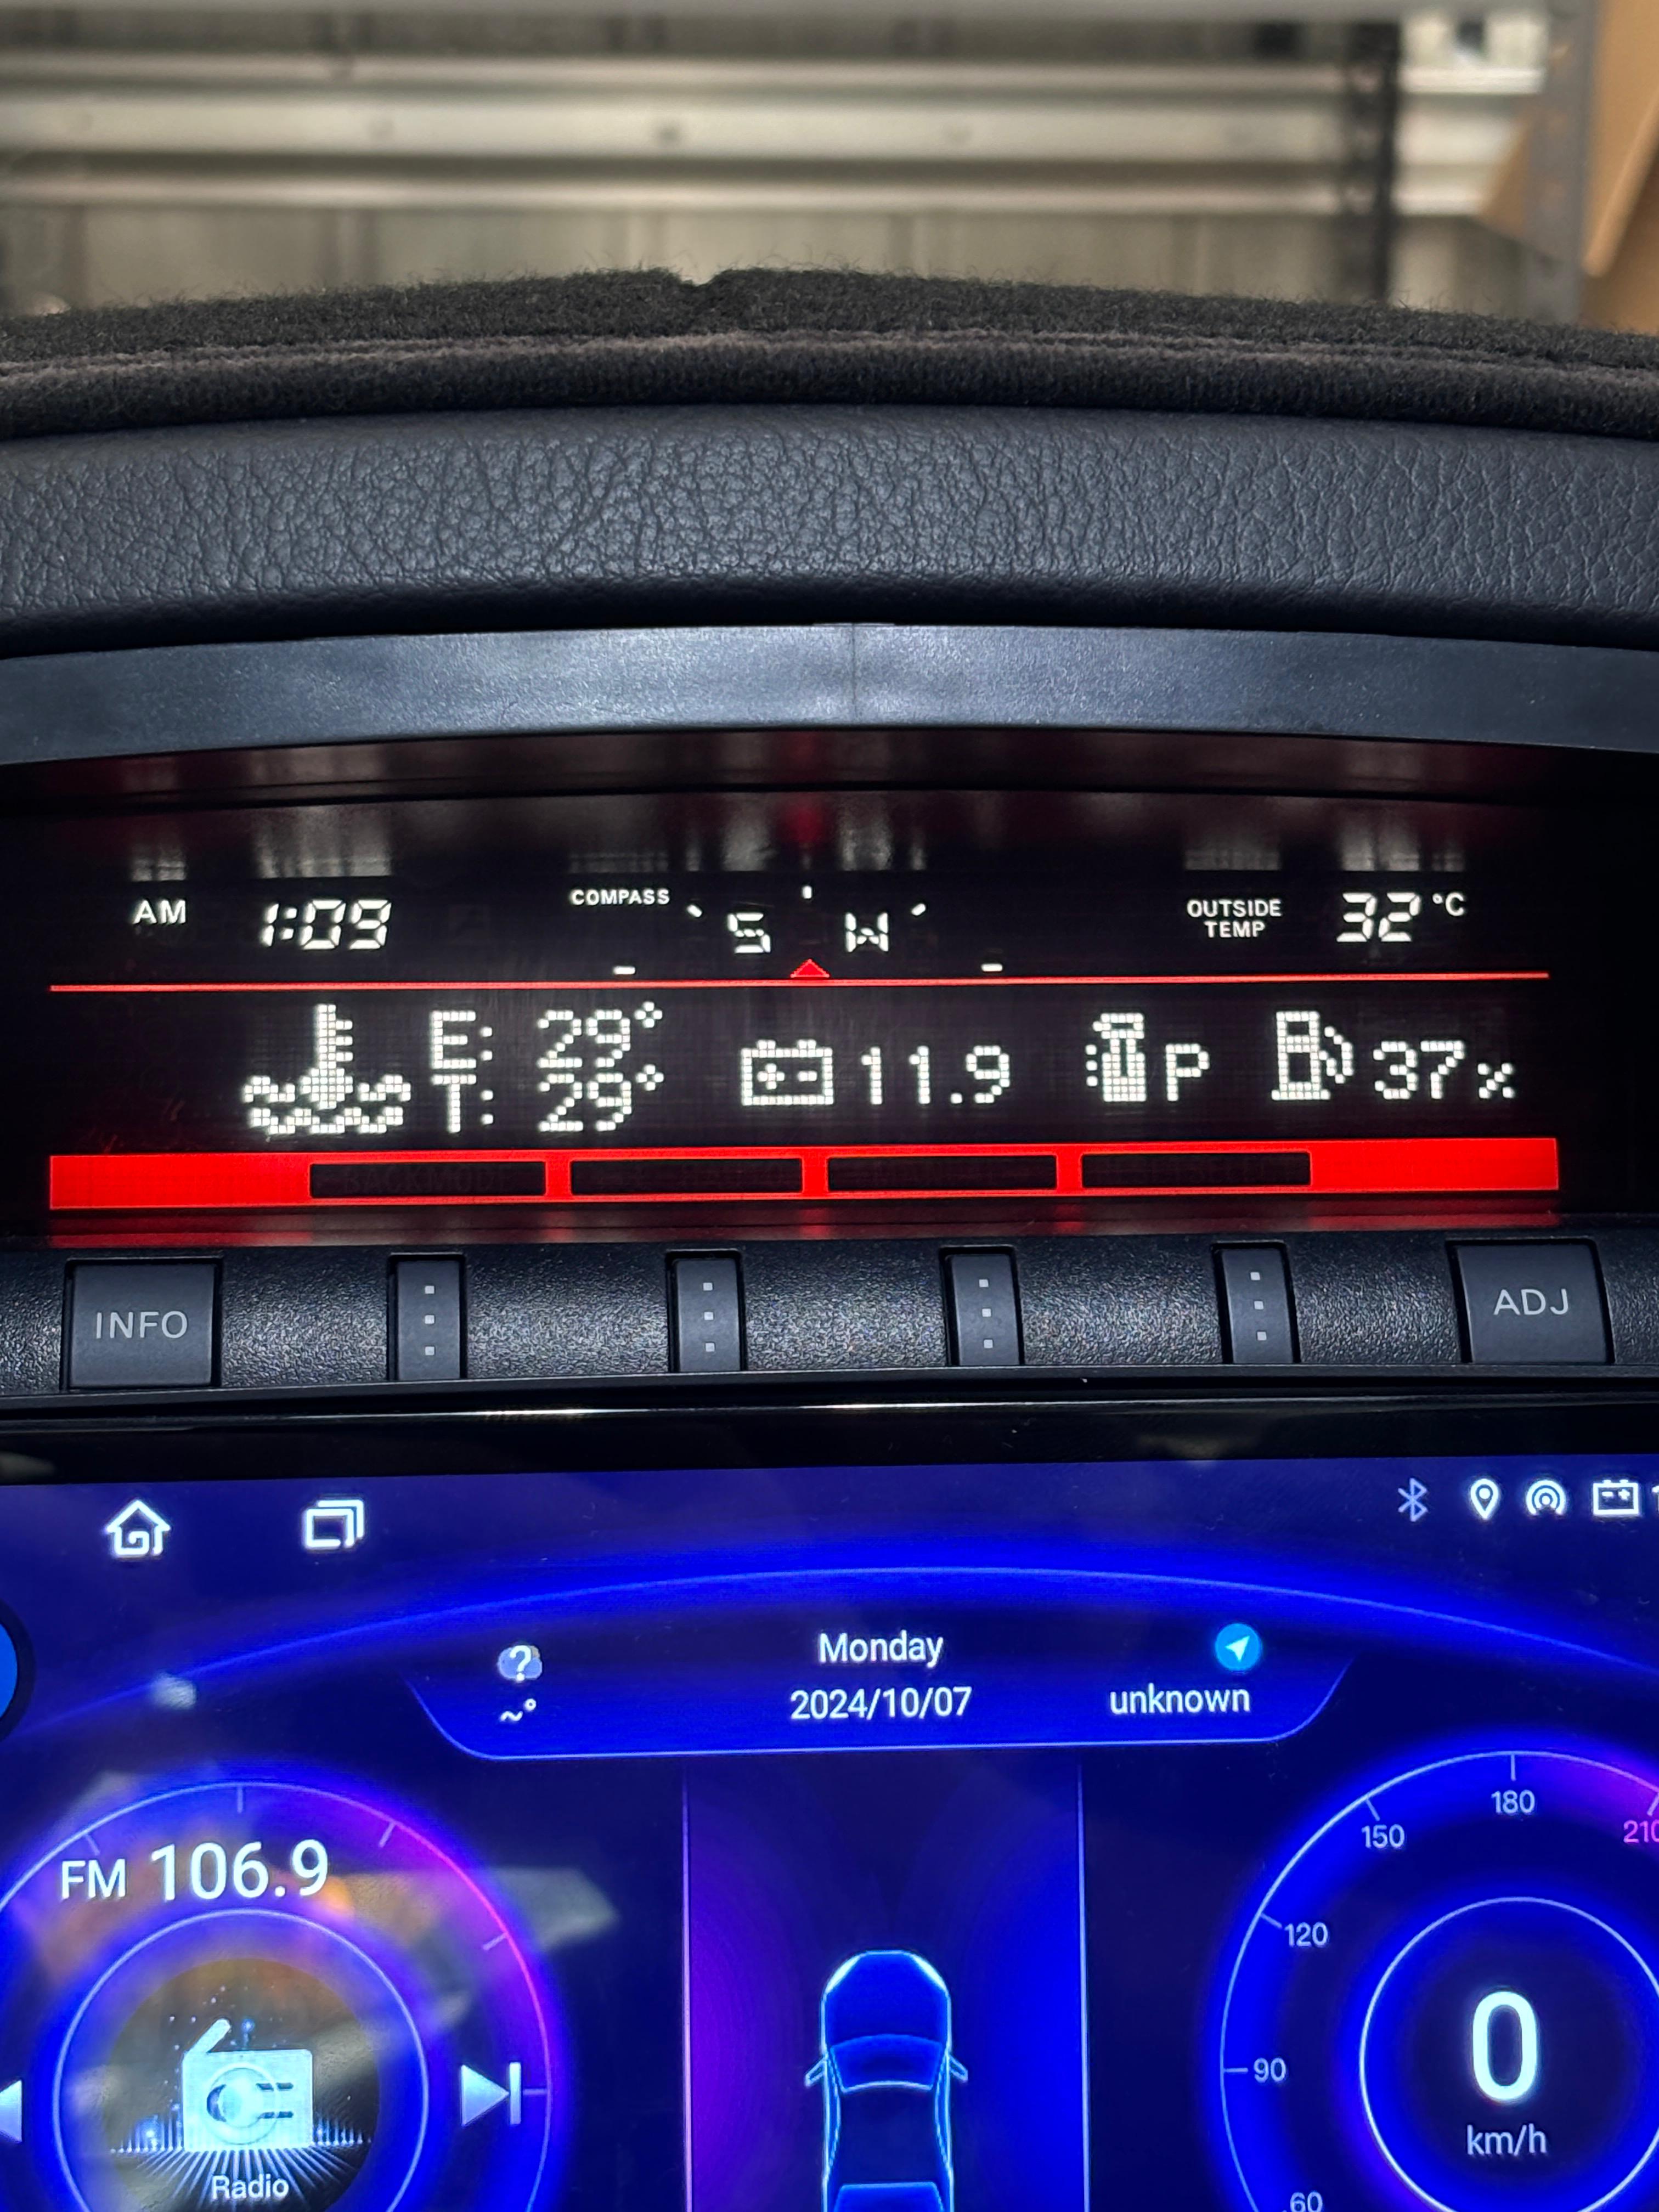 AM 1:09 COMPASS S W OUTSIDE TEMP 32°C
E: 29°
T: 29°
11.9 P 37%
INFO ADJ
Monday
2024/10/07
~°
unknown
FM 106.9
Radio
60
90
120
150
180
210
0
km/h